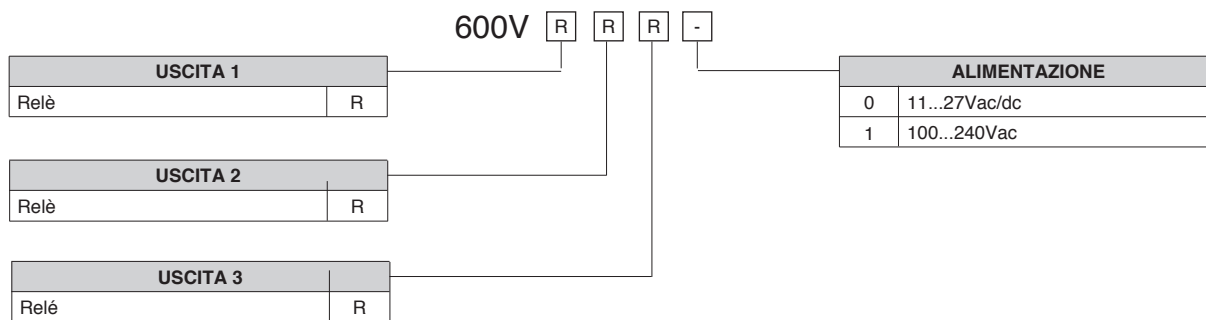 600V R R R -
USCITA 1
Relè R
ALIMENTAZIONE
0 11...27Vac/dc
1 100...240Vac
USCITA 2
Relè R
USCITA 3
Relé R